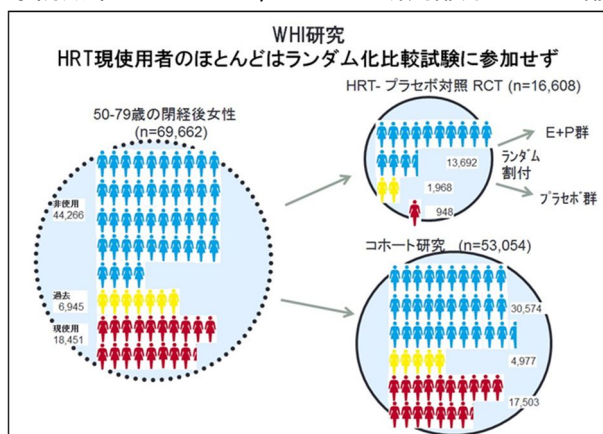 WHI研究
HRT現使用者のほとんどはランダム化比較試験に参加せず
50-79歳の閉経後女性
(n=69,662)
非使用
44,266
過去
6,945
現使用
18,451
HRT- プラセボ対照 RCT (n=16,608)
13,692
1,968
948
ランダム
割付
E+P群
プラセボ群
コホート研究 (n=53,054)
30,574
4,977
17,503